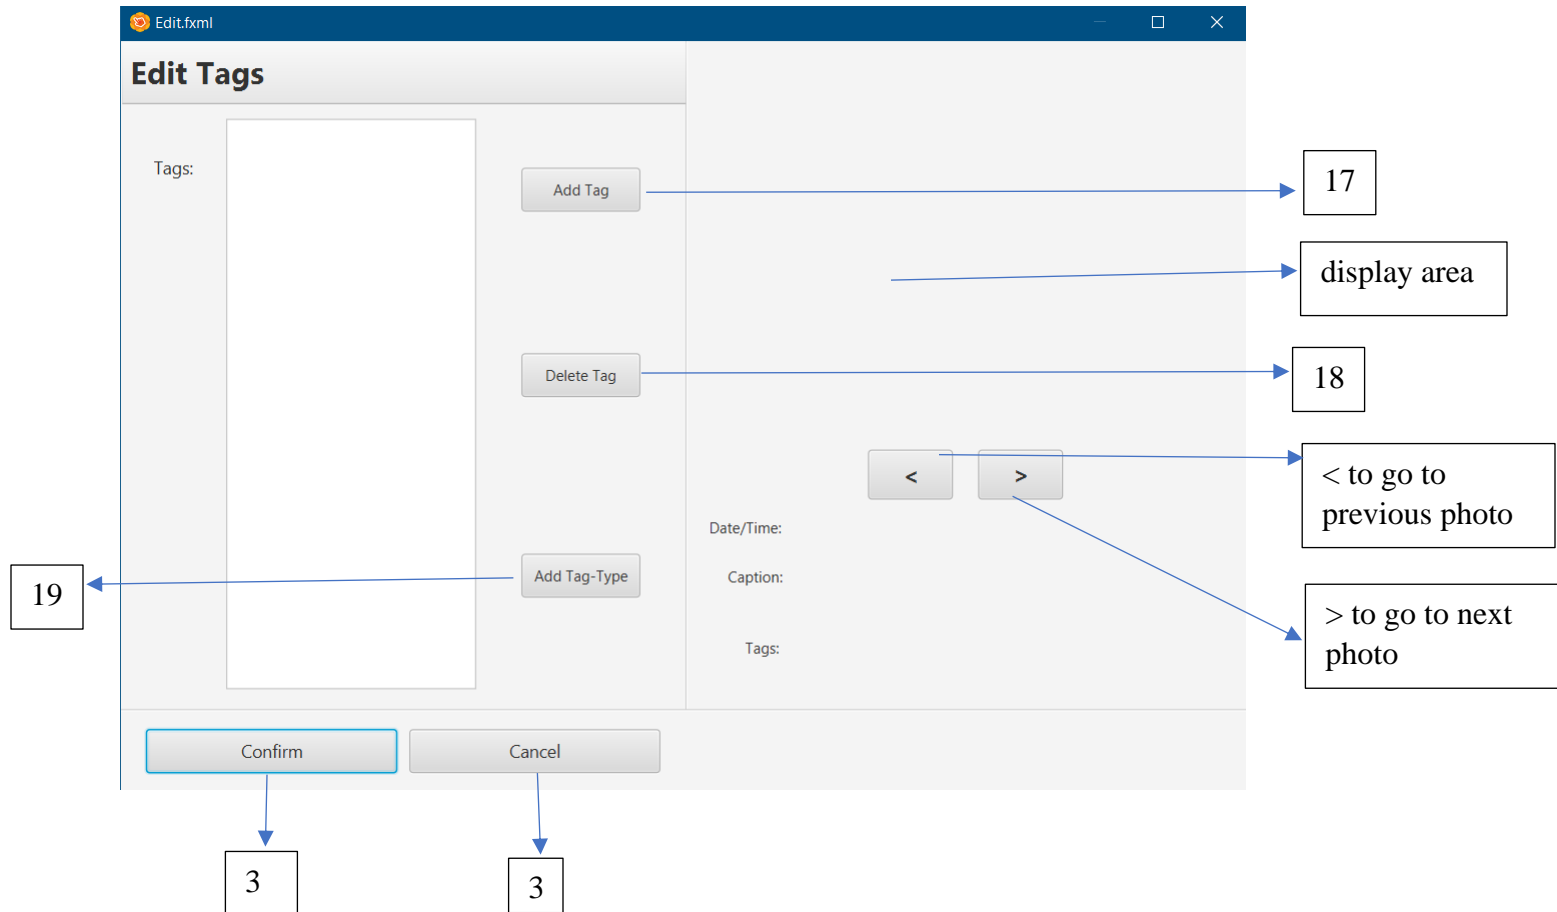 Edit.fxml
Edit Tags
Tags:
Add Tag
17
display area
Delete Tag
18
<
>
< to go to
previous photo
Date/Time:
Add Tag-Type
Caption:
19
> to go to next
photo
Tags:
Confirm
Cancel
3
3